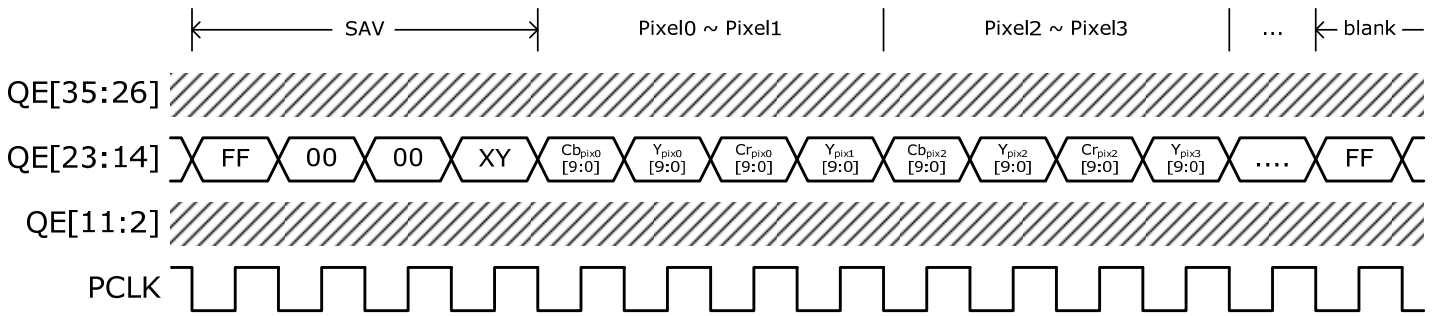 SAV Pixel0 ~ Pixel1 Pixel2 ~ Pixel3 ... blank
QE[35:26]
QE[23:14] FF 00 00 XY Cbpix0 [9:0] Ypix0 [9:0] Crpix0 [9:0] Ypix1 [9:0] Cbpix2 [9:0] Ypix2 [9:0] Crpix2 [9:0] Ypix3 [9:0] .... FF
QE[11:2]
PCLK